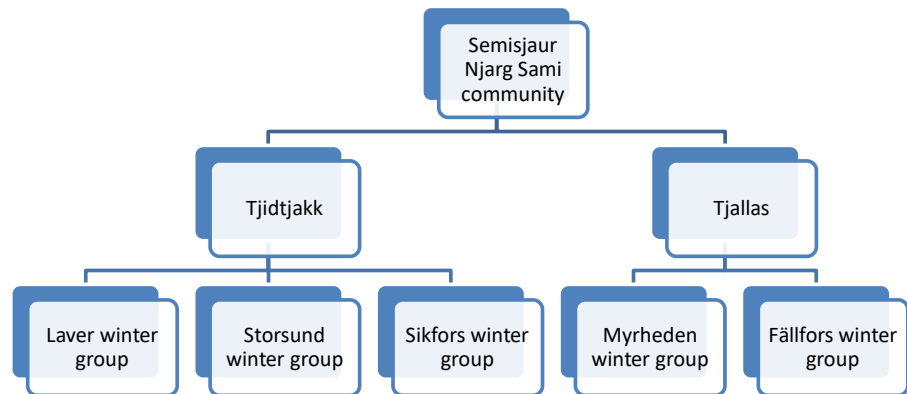 Semisjaur
Njarg Sami
community
Tjidtjakk
Tjallas
Laver winter
group
Storsund
winter group
Sikfors winter
group
Myrheden
winter group
Fällfors winter
group